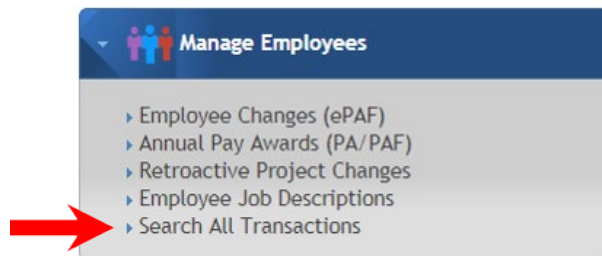 Manage Employees
Employee Changes (ePAF)
Annual Pay Awards (PA/PAF)
Retroactive Project Changes
Employee Job Descriptions
Search All Transactions